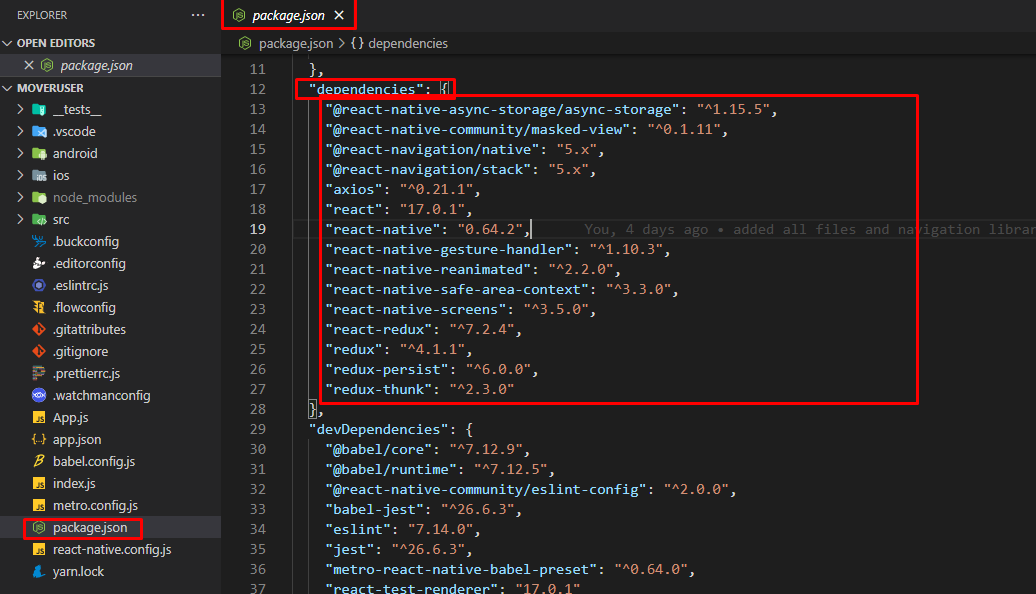 EXPLORER
OPEN EDITORS
package.json
MOVERUSER
__tests__
.vscode
android
ios
node_modules
src
.buckconfig
.editorconfig
.eslintrc.js
.flowconfig
.gitattributes
.gitignore
.prettierrc.js
.watchmanconfig
App.js
app.json
babel.config.js
index.js
metro.config.js
package.json
react-native.config.js
yarn.lock
package.json
package.json > {} dependencies
11 },
12 "dependencies": {
13 "@react-native-async-storage/async-storage": "^1.15.5",
14 "@react-native-community/masked-view": "^0.1.11",
15 "@react-navigation/native": "5.x",
16 "@react-navigation/stack": "5.x",
17 "axios": "^0.21.1",
18 "react": "17.0.1",
19 "react-native": "0.64.2", You, 4 days ago • added all files and navigation librar
20 "react-native-gesture-handler": "^1.10.3",
21 "react-native-reanimated": "^2.2.0",
22 "react-native-safe-area-context": "^3.3.0",
23 "react-native-screens": "^3.5.0",
24 "react-redux": "^7.2.4",
25 "redux": "^4.1.1",
26 "redux-persist": "^6.0.0",
27 "redux-thunk": "^2.3.0"
28 },
29 "devDependencies": {
30 "@babel/core": "^7.12.9",
31 "@babel/runtime": "^7.12.5",
32 "@react-native-community/eslint-config": "^2.0.0",
33 "babel-jest": "^26.6.3",
34 "eslint": "7.14.0",
35 "jest": "^26.6.3",
36 "metro-react-native-babel-preset": "^0.64.0",
37 "react-test-renderer": "17.0.1"